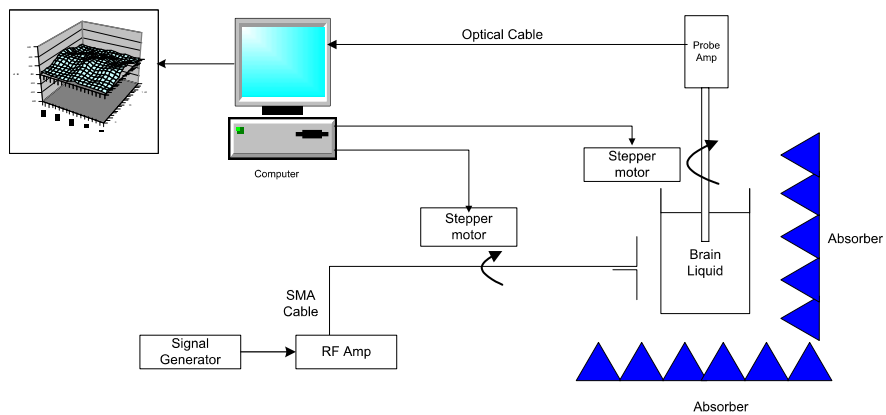 Optical Cable
Probe
Amp
Stepper
motor
Computer
Stepper
motor
Absorber
Brain
Liquid
SMA
Cable
Signal
Generator
RF Amp
Absorber